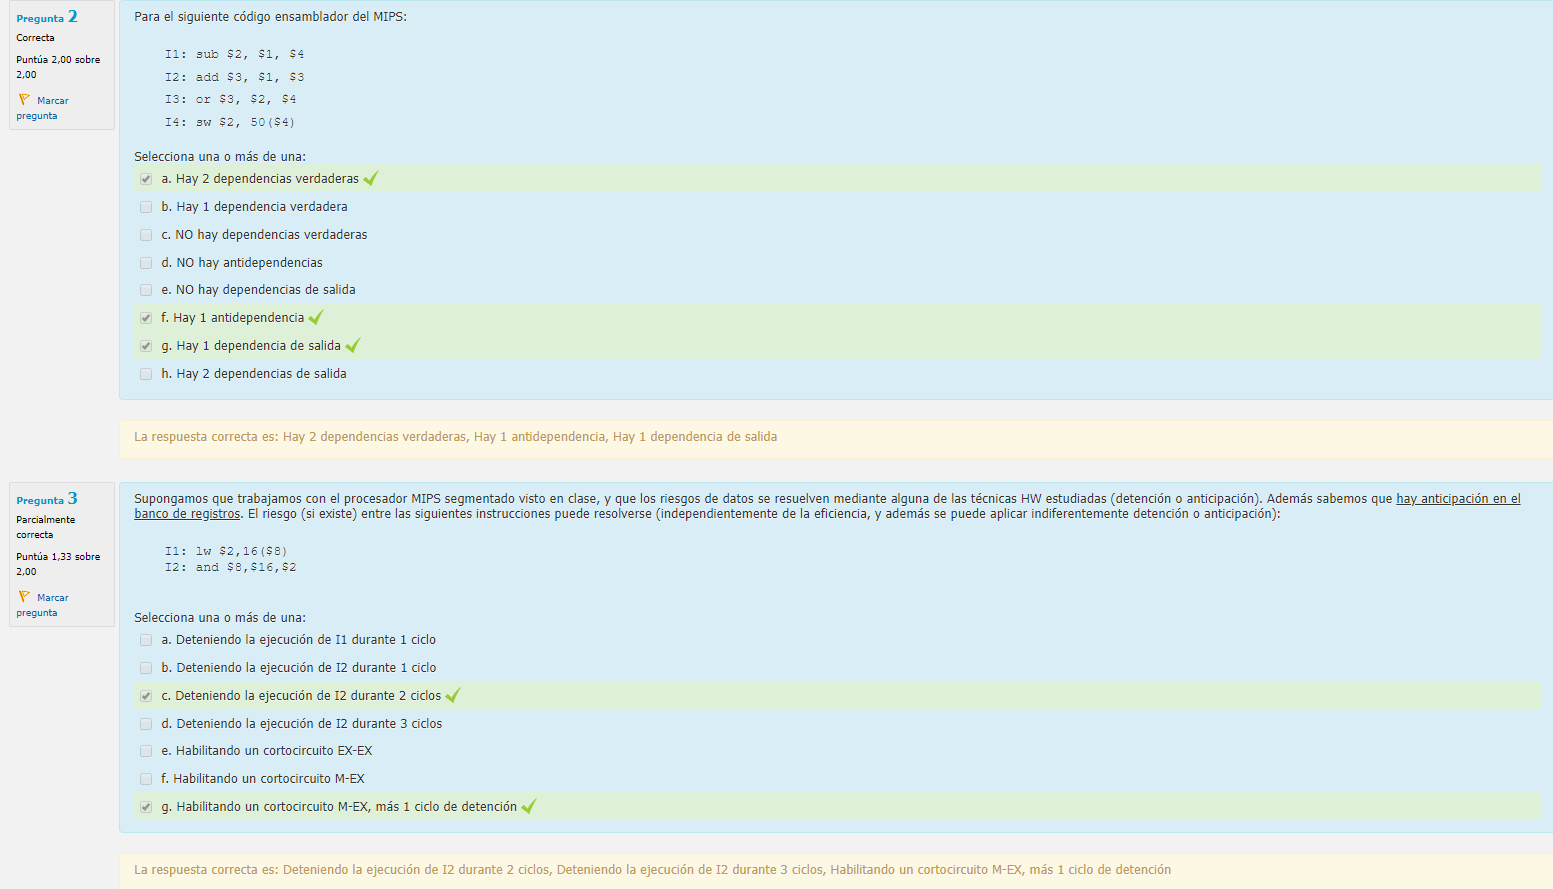 Pregunta 2
Correcta
Puntúa 2,00 sobre
2,00
Marcar
pregunta
Para el siguiente código ensamblador del MIPS:
I1: sub $2, $1, $4
I2: add $3, $1, $3
I3: or $3, $2, $4
I4: sw $2, 50($4)
Selecciona una o más de una:
a. Hay 2 dependencias verdaderas
b. Hay 1 dependencia verdadera
c. NO hay dependencias verdaderas
d. NO hay antidependencias
e. NO hay dependencias de salida
f. Hay 1 antidependencia
g. Hay 1 dependencia de salida
h. Hay 2 dependencias de salida
La respuesta correcta es: Hay 2 dependencias verdaderas, Hay 1 antidependencia, Hay 1 dependencia de salida
Pregunta 3
Parcialmente
correcta
Puntúa 1,33 sobre
2,00
Marcar
pregunta
Supongamos que trabajamos con el procesador MIPS segmentado visto en clase, y que los riesgos de datos se resuelven mediante alguna de las técnicas HW estudiadas (detención o anticipación). Además sabemos que hay anticipación en el
banco de registros. El riesgo (si existe) entre las siguientes instrucciones puede resolverse (independientemente de la eficiencia, y además se puede aplicar indiferentemente detención o anticipación):
I1: lw $2,16($8)
I2: and $8,$16,$2
Selecciona una o más de una:
a. Deteniendo la ejecución de I1 durante 1 ciclo
b. Deteniendo la ejecución de I2 durante 1 ciclo
c. Deteniendo la ejecución de I2 durante 2 ciclos
d. Deteniendo la ejecución de I2 durante 3 ciclos
e. Habilitando un cortocircuito EX-EX
f. Habilitando un cortocircuito M-EX
g. Habilitando un cortocircuito M-EX, más 1 ciclo de detención
La respuesta correcta es: Deteniendo la ejecución de I2 durante 2 ciclos, Deteniendo la ejecución de I2 durante 3 ciclos, Habilitando un cortocircuito M-EX, más 1 ciclo de detención